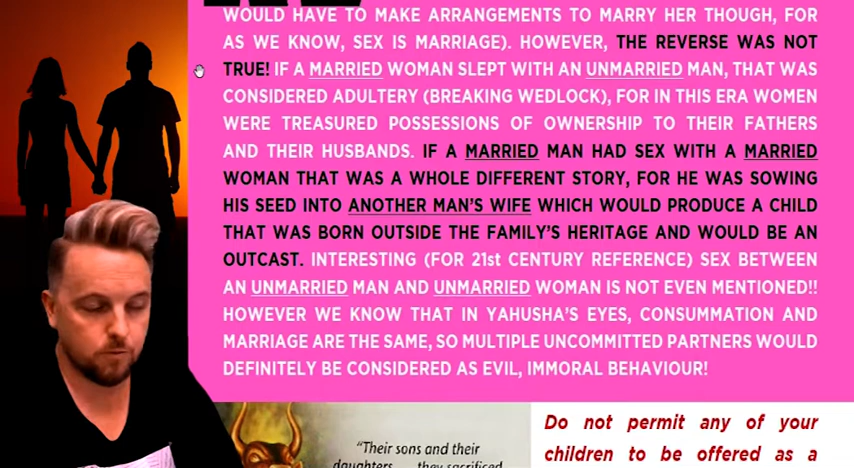 WOULD HAVE TO MAKE ARRANGEMENTS TO MARRY HER THOUGH, FOR
AS WE KNOW, SEX IS MARRIAGE). HOWEVER, THE REVERSE WAS NOT
TRUE! IF A MARRIED WOMAN SLEPT WITH AN UNMARRIED MAN, THAT WAS
CONSIDERED ADULTERY (BREAKING WEDLOCK), FOR IN THIS ERA WOMEN
WERE TREASURED POSSESSIONS OF OWNERSHIP TO THEIR FATHERS
AND THEIR HUSBANDS. IF A MARRIED MAN HAD SEX WITH A MARRIED
WOMAN THAT WAS A WHOLE DIFFERENT STORY, FOR HE WAS SOWING
HIS SEED INTO ANOTHER MAN'S WIFE WHICH WOULD PRODUCE A CHILD
THAT WAS BORN OUTSIDE THE FAMILY'S HERITAGE AND WOULD BE AN
OUTCAST. INTERESTING (FOR 21st CENTURY REFERENCE) SEX BETWEEN
AN UNMARRIED MAN AND UNMARRIED WOMAN IS NOT EVEN MENTIONED!!
HOWEVER WE KNOW THAT IN YAHUSHA'S EYES, CONSUMMATION AND
MARRIAGE ARE THE SAME, SO MULTIPLE UNCOMMITTED PARTNERS WOULD
DEFINITELY BE CONSIDERED AS EVIL, IMMORAL BEHAVIOUR!
"Their sons and their
daughters ... they sacrificed
Do not permit any of your
children to be offered as a